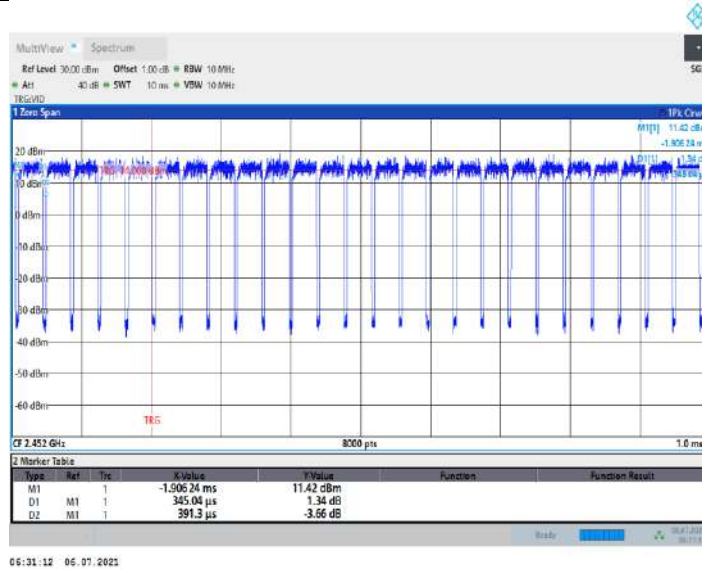 MultiView
Spectrum
Ref Level 30.00 dBm Offset 1.00 dB RBW 10 MHz
Att 40 dB SWT 10 ms VBW 10 MHz
TRG:VID
1 Zero Span
1Pk Clrw
M1[1] 11.42 dB
-1.906 24 m
D1[1] 1.34 d
345.04 µ
20 dBm
10 dBm
0 dBm
-10 dBm
-20 dBm
-30 dBm
-40 dBm
-50 dBm
-60 dBm
TRG
CF 2.452 GHz
8000 pts
1.0 ms
2 Marker Table
Type Ref Trc X-Value Y-Value Function Function Result
M1 1 -1.906 24 ms 11.42 dBm
D1 M1 1 345.04 µs 1.34 dB
D2 M1 1 391.3 µs -3.66 dB
Ready
06:31:12 06.07.2021